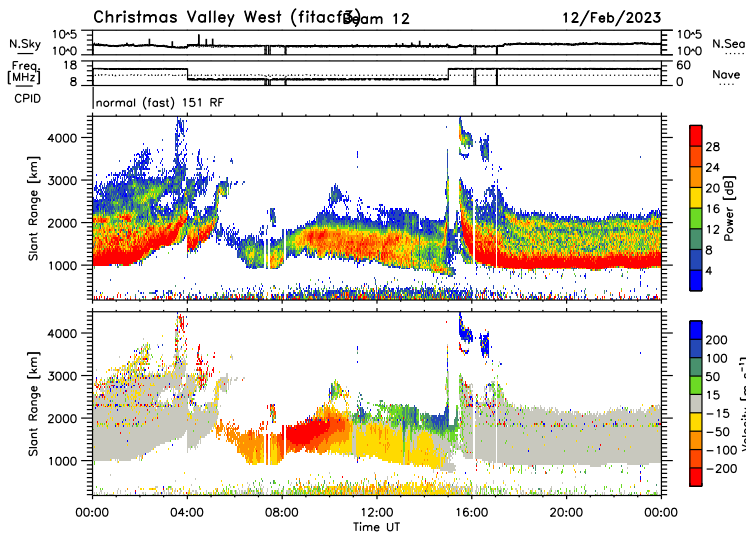 Christmas Valley West (fitacf3) Beam 12 12/Feb/2023
N.Sky 10^5 10^0 10^5 10^0 N.Sea
Freq. [MHz] 18 8 60 0 Nave
CPID normal (fast) 151 RF
Slant Range [km]
4000
3000
2000
1000
28
24
20
16
12
8
4
Power [dB]
Slant Range [km]
4000
3000
2000
1000
200
100
50
15
-15
-50
-100
-200
Velocity [m s^-1]
00:00 04:00 08:00 12:00 16:00 20:00 00:00
Time UT